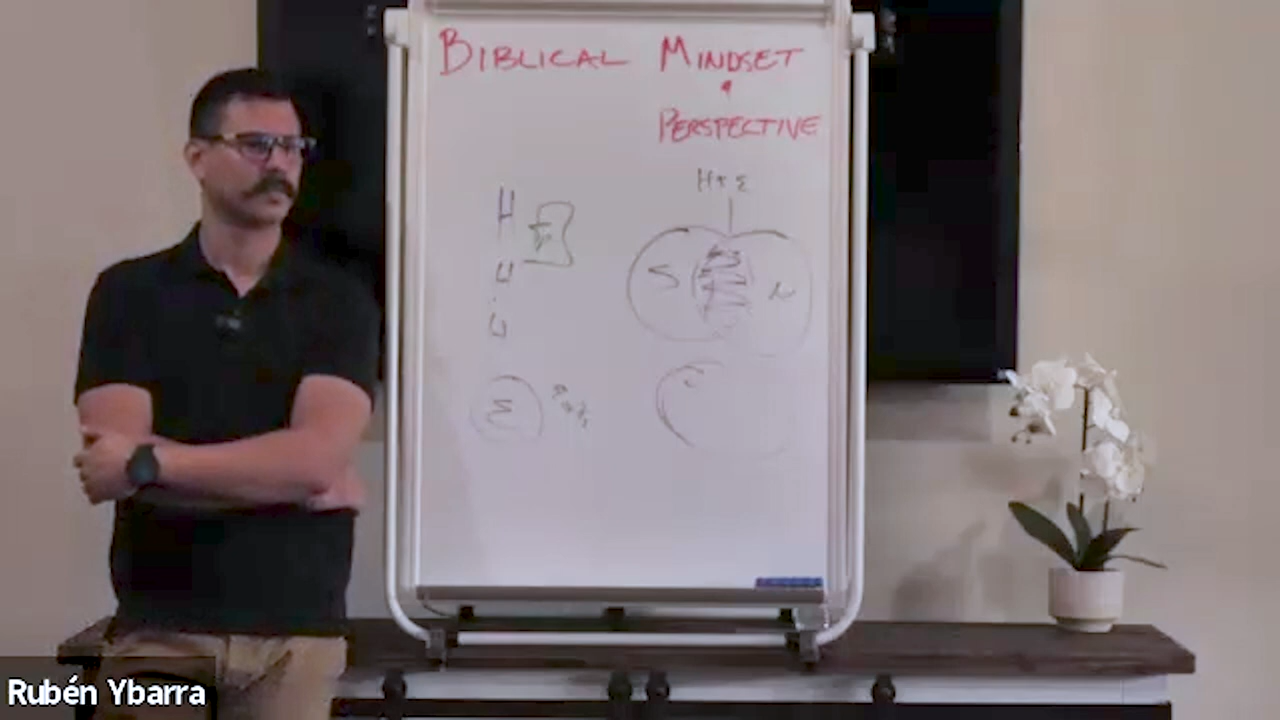 BIBLICAL MINDSET
&
PERSPECTIVE
H + E
H
S
N
E
C
Rubén Ybarra